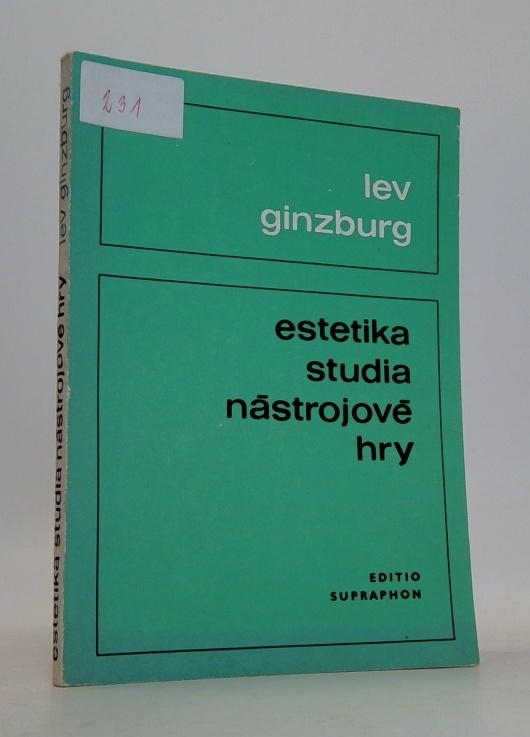 231
lev
ginzburg
estetika
studia
nástrojové
hry
EDITIO
SUPRAPHON
estetika studia nástrojové hry lev ginzburg